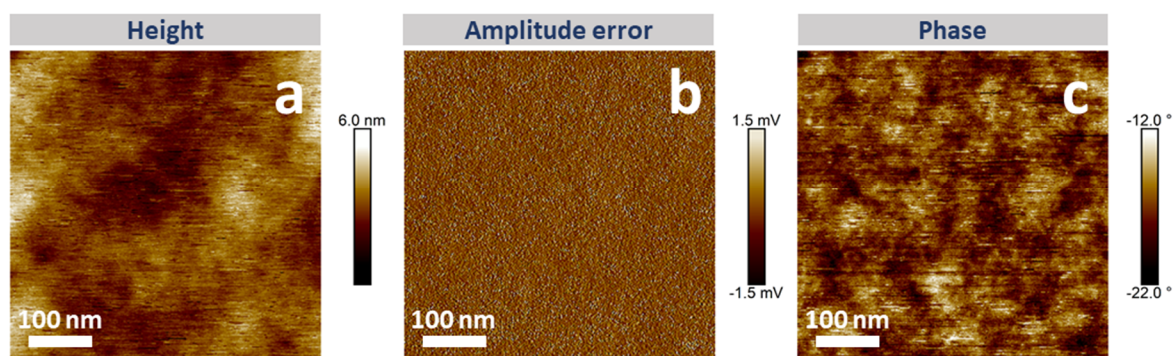 Height
Amplitude error
Phase
a
b
c
6.0 nm
1.5 mV
-1.5 mV
-12.0 °
-22.0 °
100 nm
100 nm
100 nm